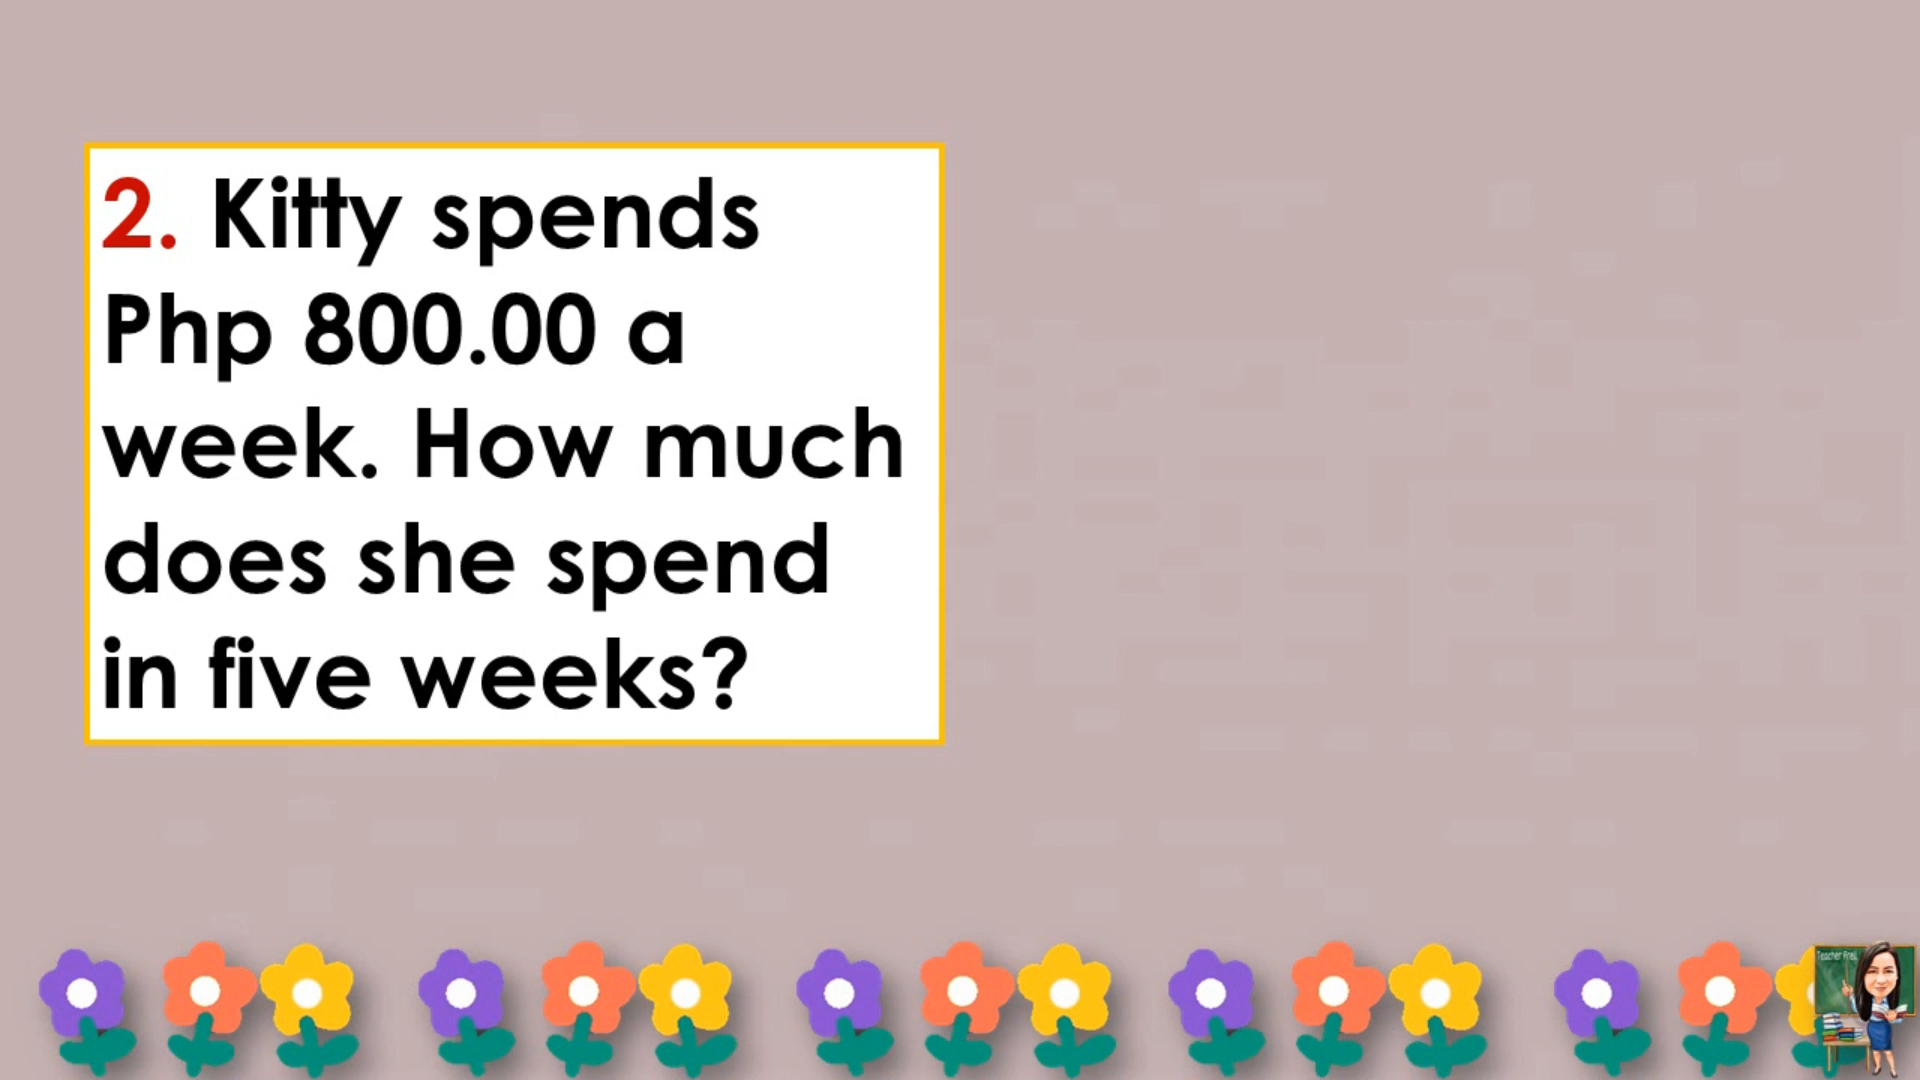 2. Kitty spends
Php 800.00 a
week. How much
does she spend
in five weeks?